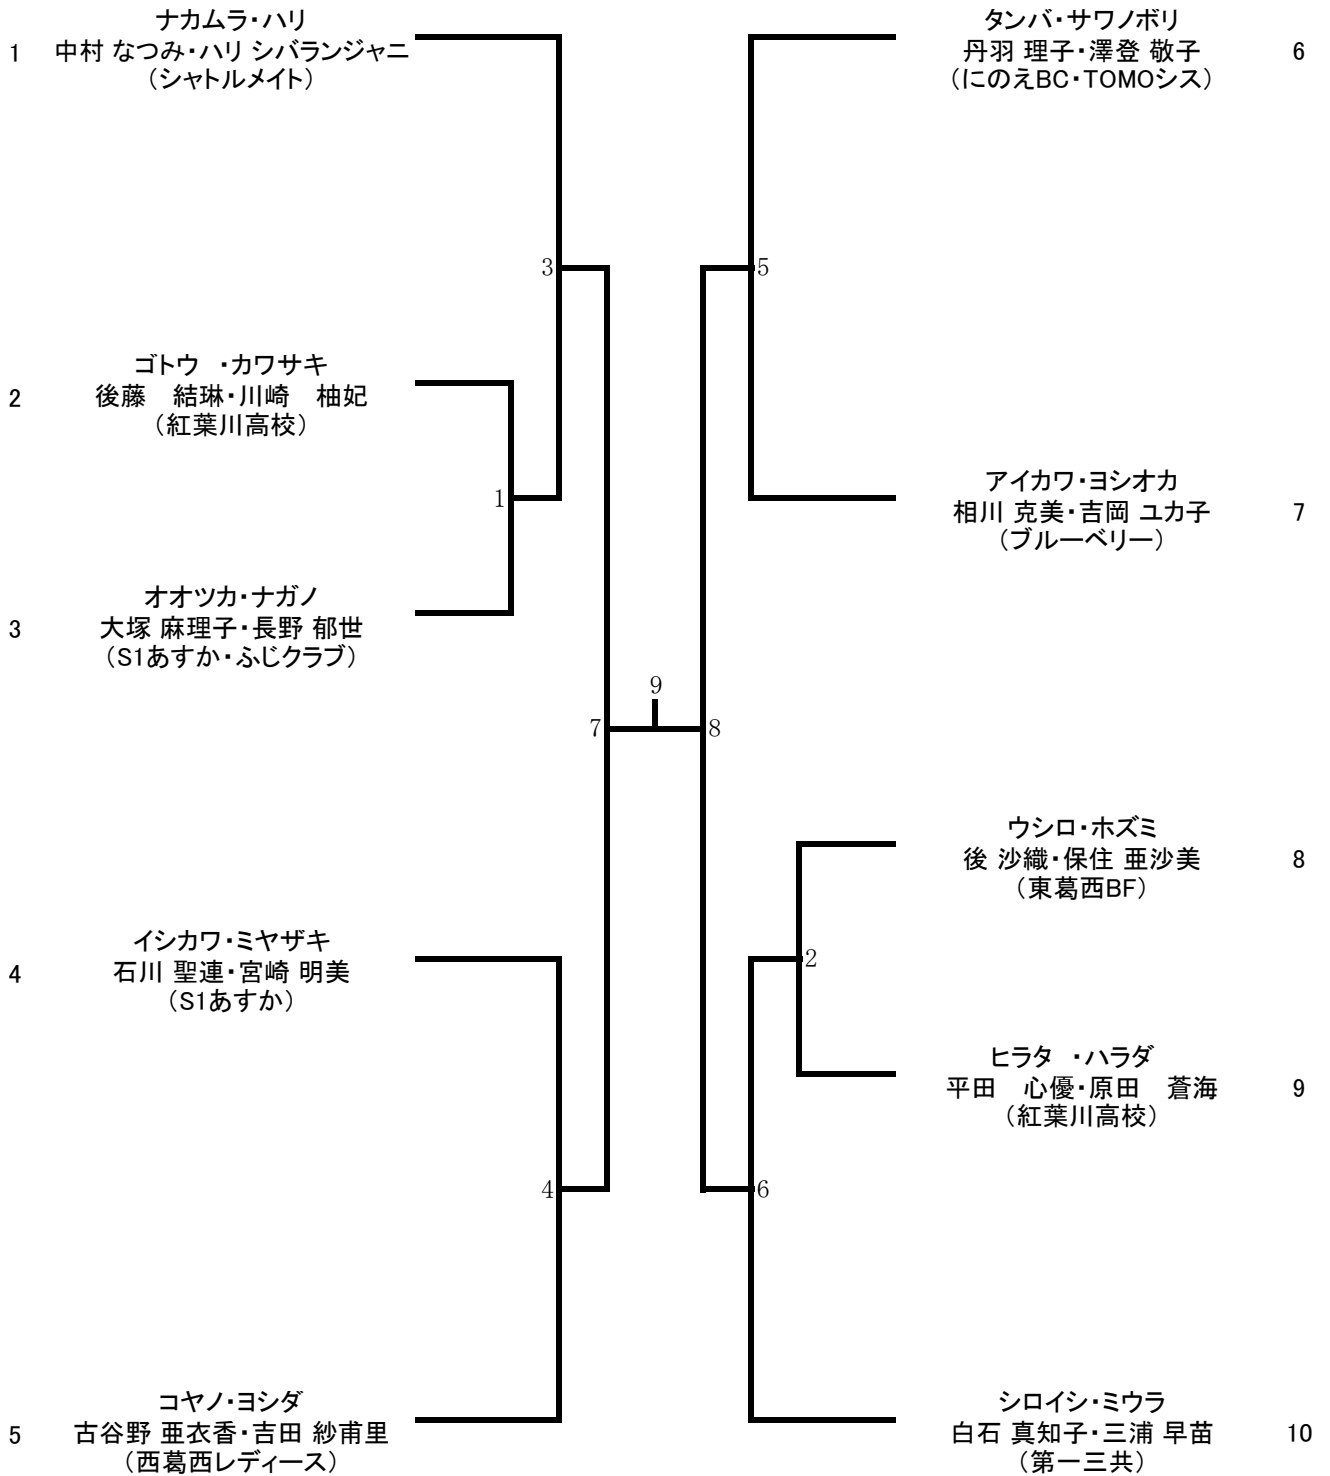 ナカムラ・ハリ
1 中村 なつみ・ハリ シバランジャニ
（シャトルメイト）
3
ゴトウ　・カワサキ
2 後藤　結琳・川崎　柚妃
（紅葉川高校）
1
オオツカ・ナガノ
3 大塚 麻理子・長野 郁世
（S1あすか・ふじクラブ）
9
7
イシカワ・ミヤザキ
4 石川 聖連・宮崎 明美
（S1あすか）
4
コヤノ・ヨシダ
5 古谷野 亜衣香・吉田 紗甫里
（西葛西レディース）
タンバ・サワノボリ
丹羽 理子・澤登 敬子 6
（にのえBC・TOMOシス）
5
アイカワ・ヨシオカ
相川 克美・吉岡 ユカ子 7
（ブルーベリー）
8
ウシロ・ホズミ
後 沙織・保住 亜沙美 8
（東葛西BF）
2
ヒラタ　・ハラダ
平田　心優・原田　蒼海 9
（紅葉川高校）
6
シロイシ・ミウラ
白石 真知子・三浦 早苗 10
（第一三共）